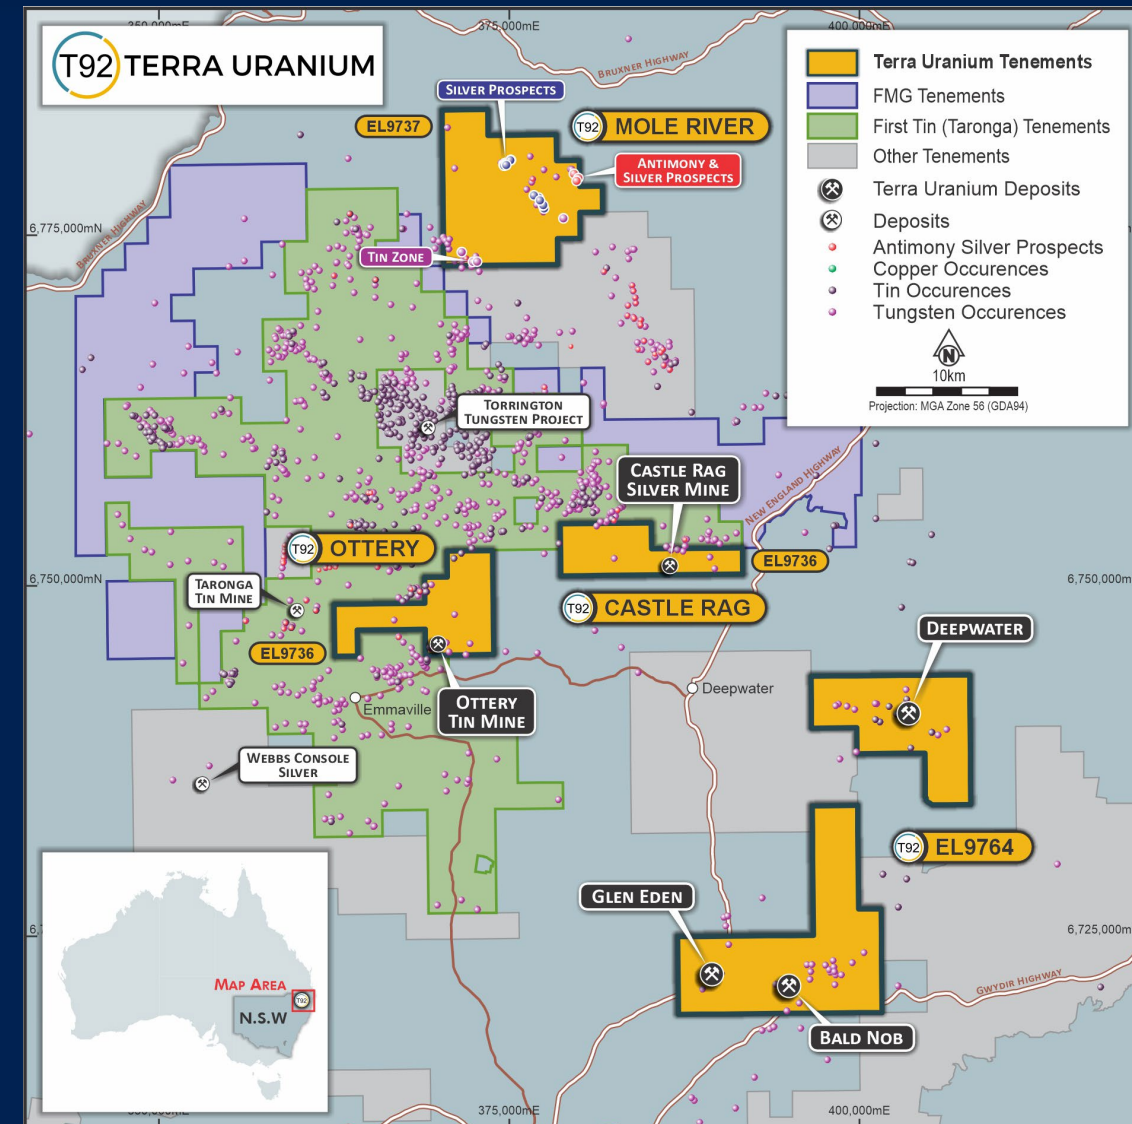 350,000mE
375,000mE
400,000mE
T92 TERRA URANIUM
BRUXNER HIGHWAY
SILVER PROSPECTS
EL9737
T92 MOLE RIVER
ANTIMONY &
SILVER PROSPECTS
Terra Uranium Tenements
FMG Tenements
First Tin (Taronga) Tenements
Other Tenements
Terra Uranium Deposits
Deposits
Antimony Silver Prospects
Copper Occurences
Tin Occurences
Tungsten Occurences
N
10km
Projection: MGA Zone 56 (GDA94)
BRUXNER HIGHWAY
6,775,000mN
TIN ZONE
TORRINGTON
TUNGSTEN PROJECT
CASTLE RAG
SILVER MINE
NEW ENGLAND HIGHWAY
T92 OTTERY
EL9736
6,750,000mN
6,750,000m
TARONGA
TIN MINE
T92 CASTLE RAG
EL9736
DEEPWATER
Deepwater
OTTERY
TIN MINE
Emmaville
WEBBS CONSOLE
SILVER
T92 EL9764
GLEN EDEN
6,725,000m
GWYDIR HIGHWAY
BALD NOB
MAP AREA
T92
N.S.W
375,000mE
400,000mE